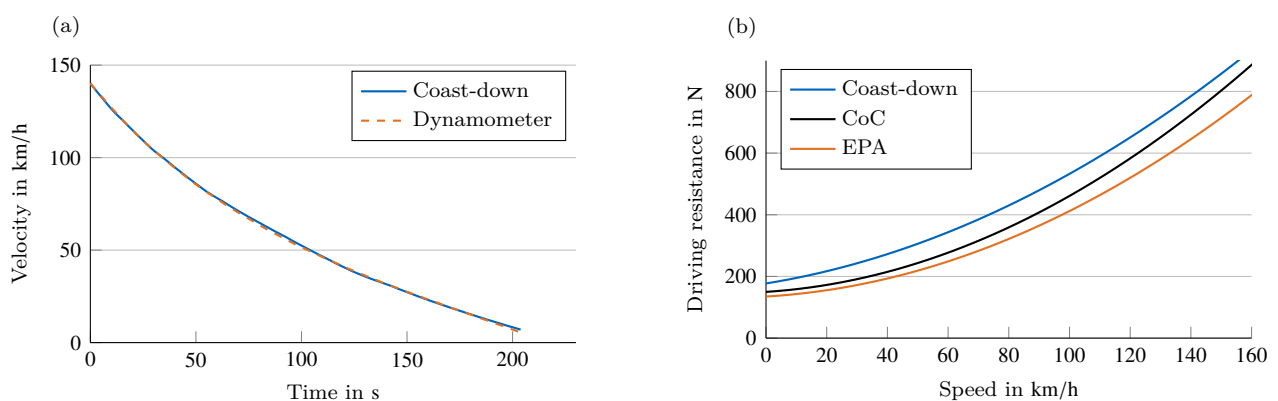 (a)
150
100
50
0
Velocity in km/h
Coast-down
Dynamometer
0 50 100 150 200
Time in s
(b)
800
600
400
200
0
Driving resistance in N
Coast-down
CoC
EPA
0 20 40 60 80 100 120 140 160
Speed in km/h